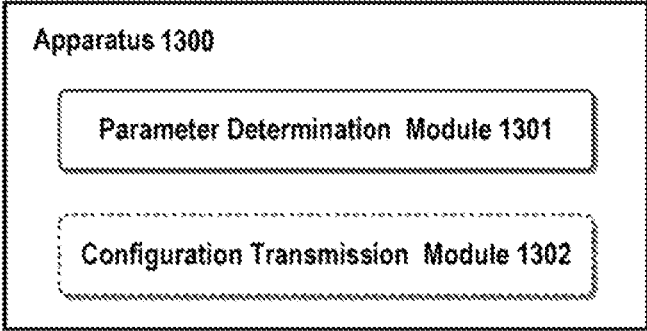 Apparatus 1300
Parameter Determination Module 1301
Configuration Transmission Module 1302